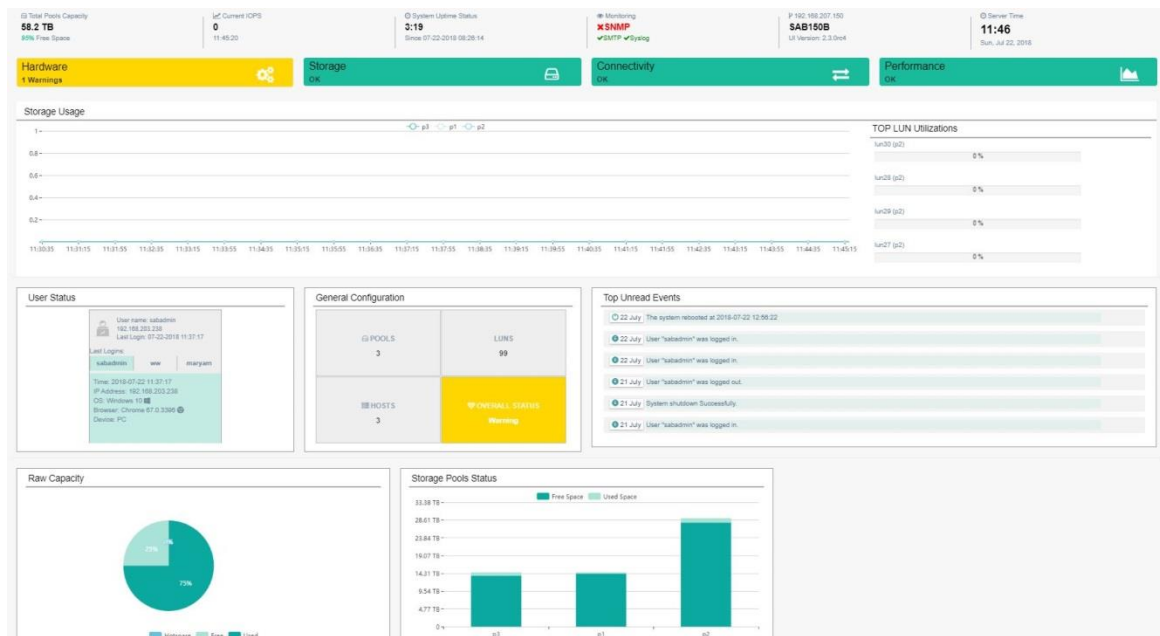 Total Pools Capacity
58.2 TB
Free Space
Current IOPS
0
11:45:20
System Uptime Status
3:19
Since 07-22-2018 08:26:14
Monitoring
SNMP
SMTP Syslog
192.168.207.150
SAB150B
UI Version: 2.3.0rc4
Server Time
11:46
Sun, Jul 22, 2018
Hardware
1 Warnings
Storage
OK
Connectivity
OK
Performance
OK
Storage Usage
p3 p1 p2
1
0.8
0.6
0.4
0.2
11:30:35 11:31:15 11:31:55 11:32:35 11:33:15 11:33:55 11:34:35 11:35:15 11:35:55 11:36:35 11:37:15 11:37:55 11:38:35 11:39:15 11:39:55 11:40:35 11:41:15 11:41:55 11:42:35 11:43:15 11:43:55 11:44:35 11:45:15
TOP LUN Utilizations
lun30 (p2)
0 %
lun28 (p2)
0 %
lun29 (p2)
0 %
lun27 (p2)
0 %
User Status
User name: sabadmin
192.168.203.238
Last Login: 07-22-2018 11:37:17
Last Logins:
sabadmin ww maryam
Time: 2018-07-22 11:37:17
IP Address: 192.168.203.238
OS: Windows 10
Browser: Chrome 67.0.3396
Device: PC
General Configuration
POOLS
3
LUNS
99
HOSTS
3
OVERALL STATUS
Warning
Top Unread Events
22 July The system rebooted at 2018-07-22 12:56:22
22 July User "sabadmin" was logged in.
22 July User "sabadmin" was logged in.
21 July User "sabadmin" was logged out.
21 July System shutdown Successfully.
21 July User "sabadmin" was logged in.
Raw Capacity
25%
75%
Free Used
Storage Pools Status
Free Space Used Space
33.38 TB
28.61 TB
23.84 TB
19.07 TB
14.31 TB
9.54 TB
4.77 TB
0
p3 p1 p2